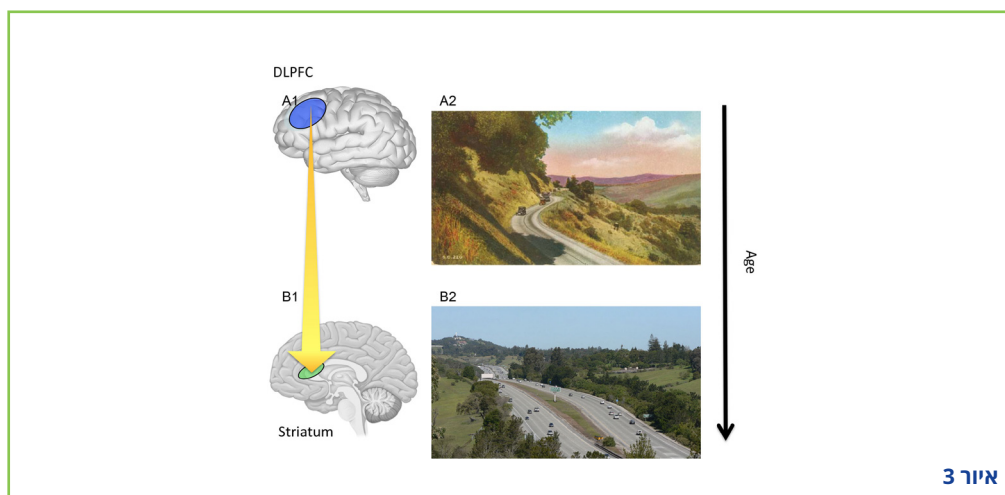 DLPFC
A1
A2
Age
B1
B2
Striatum
איור 3